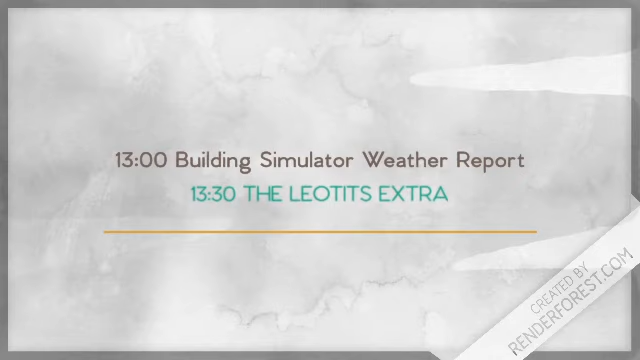 13:00 Building Simulator Weather Report
13:30 THE LEOTITS EXTRA
CREATED BY
RENDERFOREST.COM